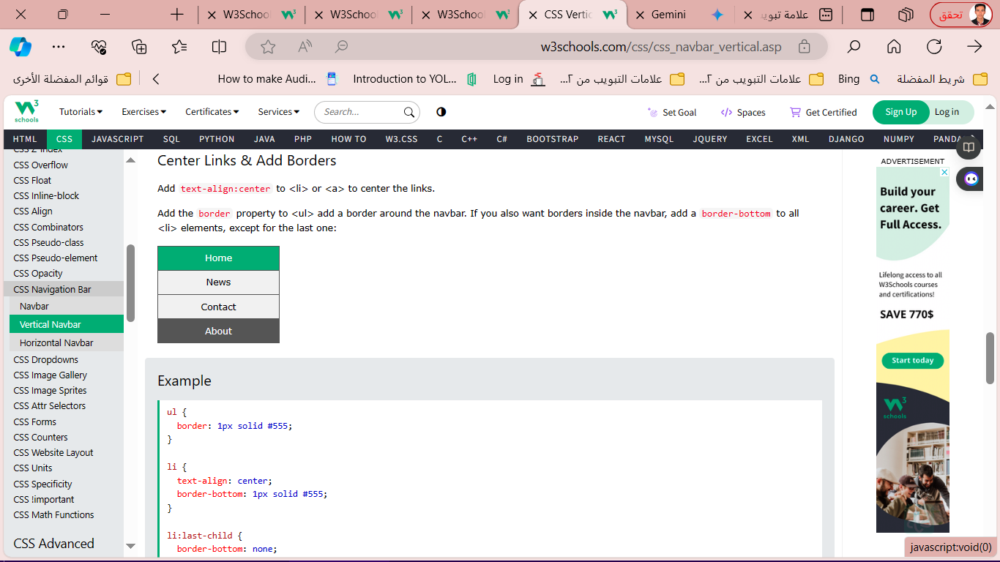 W3School
W3School
W3School
CSS Vertic
Gemini
علامة تبويب
تحقق
w3schools.com/css/css_navbar_vertical.asp
قوائم المفضلة الأخرى
How to make Audi...
Introduction to YOL...
Log in
علامات التبويب من ٢...
علامات التبويب من ٢...
Bing
شريط المفضلة
W3
schools
Tutorials
Exercises
Certificates
Services
Search...
Set Goal
Spaces
Get Certified
Sign Up
Log in
HTML
CSS
JAVASCRIPT
SQL
PYTHON
JAVA
PHP
HOW TO
W3.CSS
C
C++
C#
BOOTSTRAP
REACT
MYSQL
JQUERY
EXCEL
XML
DJANGO
NUMPY
PANDA
CSS Z-index
CSS Overflow
CSS Float
CSS Inline-block
CSS Align
CSS Combinators
CSS Pseudo-class
CSS Pseudo-element
CSS Opacity
CSS Navigation Bar
Navbar
Vertical Navbar
Horizontal Navbar
CSS Dropdowns
CSS Image Gallery
CSS Image Sprites
CSS Attr Selectors
CSS Forms
CSS Counters
CSS Website Layout
CSS Units
CSS Specificity
CSS !important
CSS Math Functions
CSS Advanced
Center Links & Add Borders
Add text-align:center to <li> or <a> to center the links.
Add the border property to <ul> add a border around the navbar. If you also want borders inside the navbar, add a border-bottom to all
<li> elements, except for the last one:
Home
News
Contact
About
Example
ul {
border: 1px solid #555;
}
li {
text-align: center;
border-bottom: 1px solid #555;
}
li:last-child {
border-bottom: none;
ADVERTISEMENT
Build your
career. Get
Full Access.
Lifelong access to all
W3Schools courses
and certifications!
SAVE 770$
Start today
W3
schools
javascript:void(0)